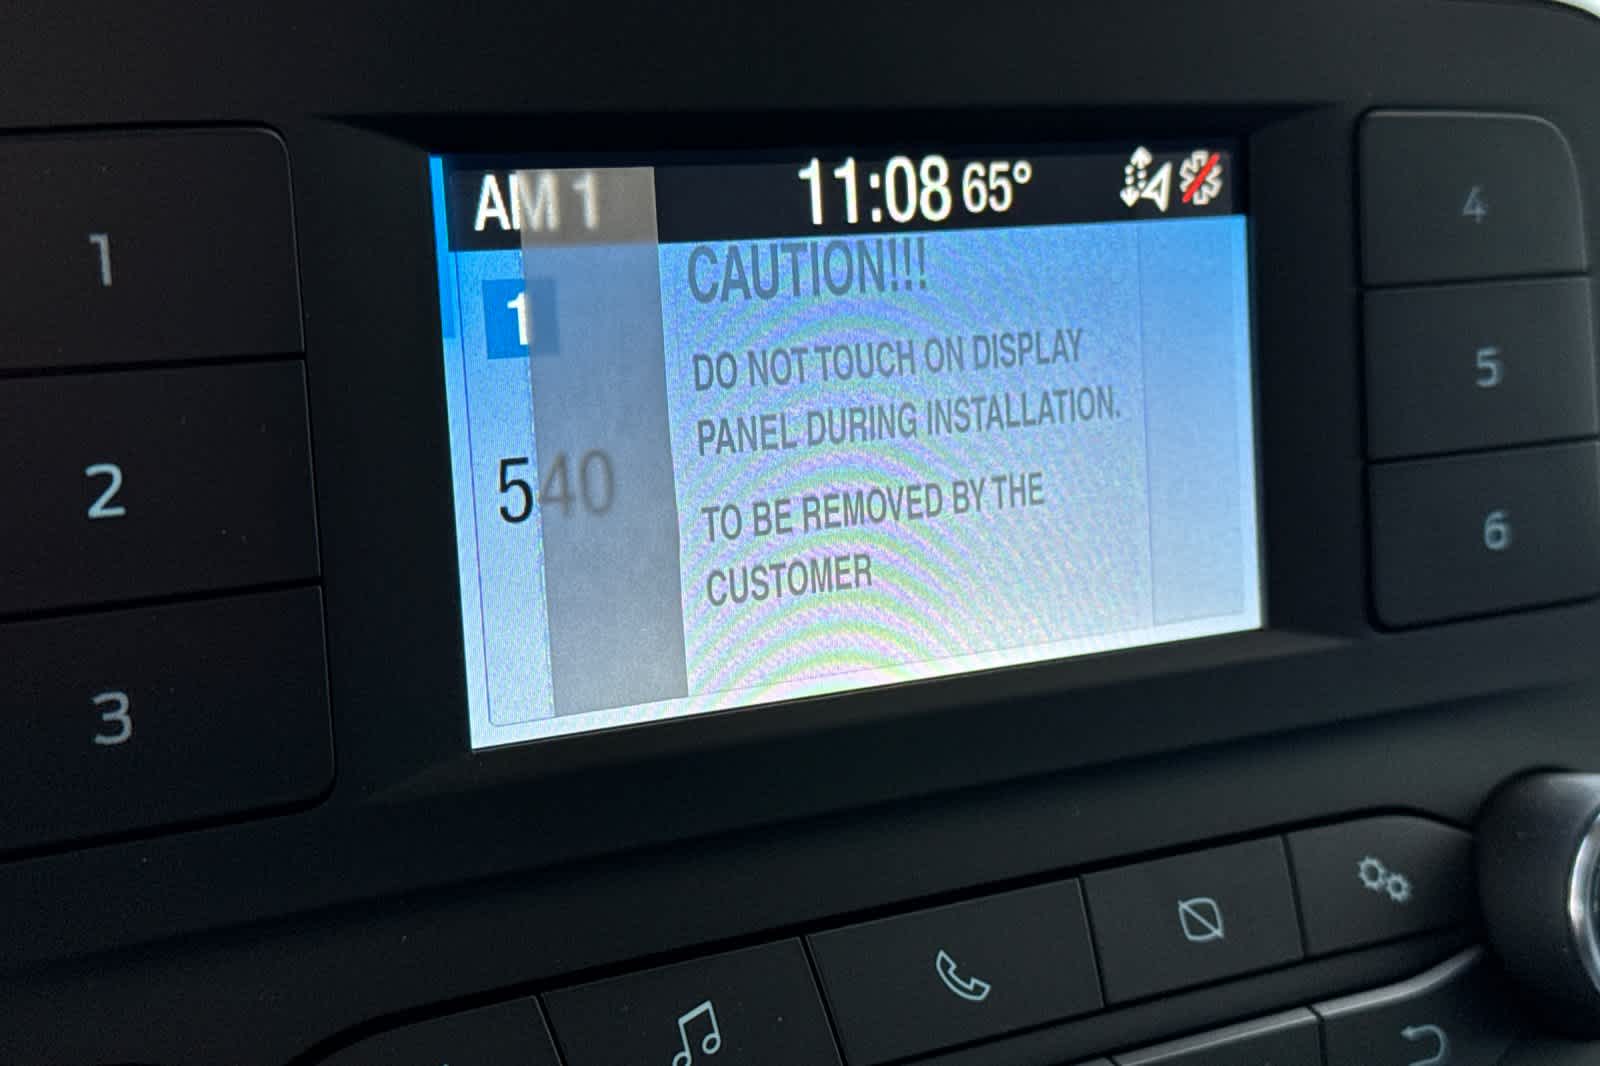 AM 1 11:08 65°
1
540
CAUTION!!!
DO NOT TOUCH ON DISPLAY
PANEL DURING INSTALLATION.
TO BE REMOVED BY THE
CUSTOMER
1
2
3
4
5
6